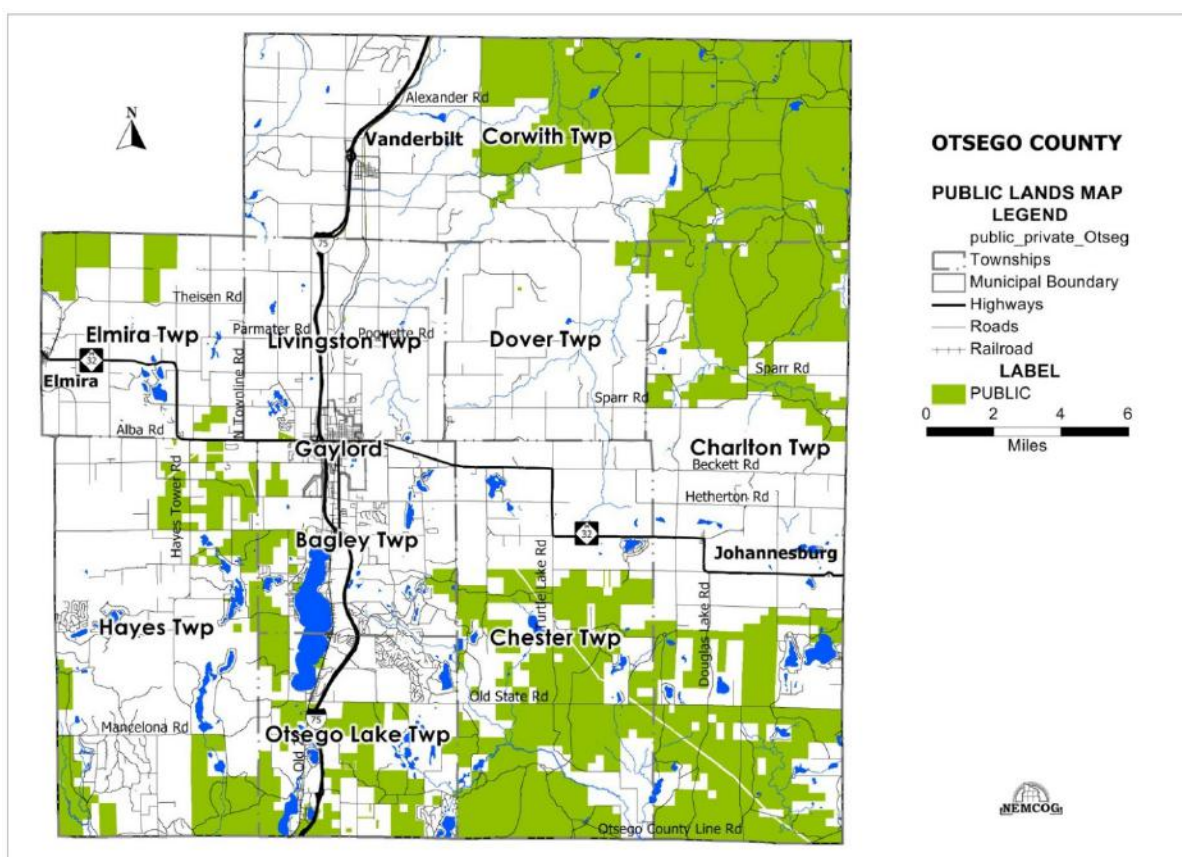 N
Alexander Rd
Vanderbilt
Corwith Twp
75
Theisen Rd
Elmira Twp
Parmater Rd
Poquette Rd
Livingston Twp
Dover Twp
32
Elmira
N Townline Rd
Sparr Rd
Sparr Rd
Alba Rd
Gaylord
Charlton Twp
Beckett Rd
Hayes Tower Rd
Hetherton Rd
Bagley Twp
32
Johannesburg
Turtle Lake Rd
Douglas Lake Rd
Hayes Twp
Chester Twp
Old State Rd
Mancelona Rd
75
Otsego Lake Twp
Old
Otsego County Line Rd
OTSEGO COUNTY
PUBLIC LANDS MAP
LEGEND
public_private_Otseg
Townships
Municipal Boundary
Highways
Roads
Railroad
LABEL
PUBLIC
0 2 4 6
Miles
NEMCOG